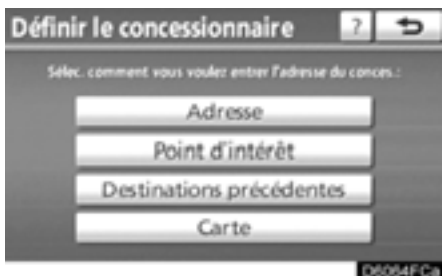 Définir le concessionnaire ?
Sélec. comment vous voulez entrer l'adresse du conces.:
Adresse
Point d'intérêt
Destinations précédentes
Carte
D6064FCa